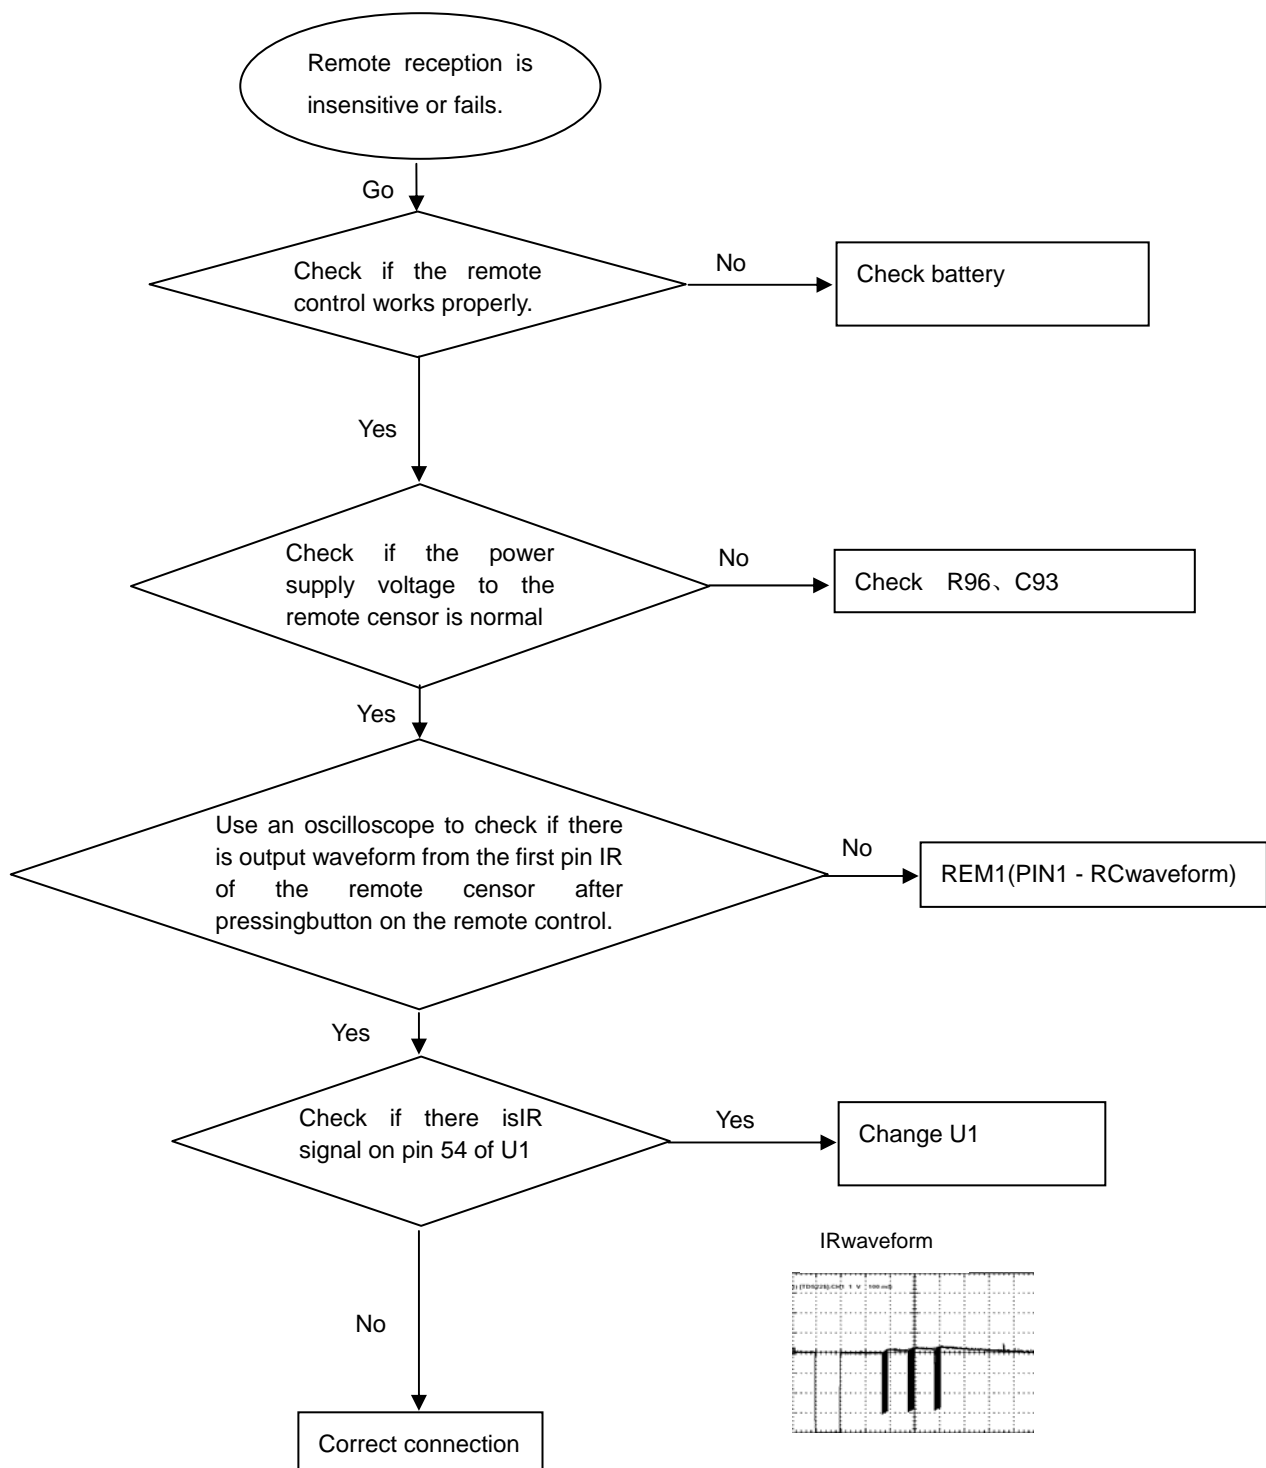 Remote reception is
insensitive or fails.
Go
Check if the remote
control works properly.
No
Check battery
Yes
Check if the power
supply voltage to the
remote censor is normal
No
Check R96、C93
Yes
Use an oscilloscope to check if there
is output waveform from the first pin IR
of the remote censor after
pressingbutton on the remote control.
No
REM1(PIN1 - RCwaveform)
Yes
Check if there isIR
signal on pin 54 of U1
Yes
Change U1
IRwaveform
No
Correct connection